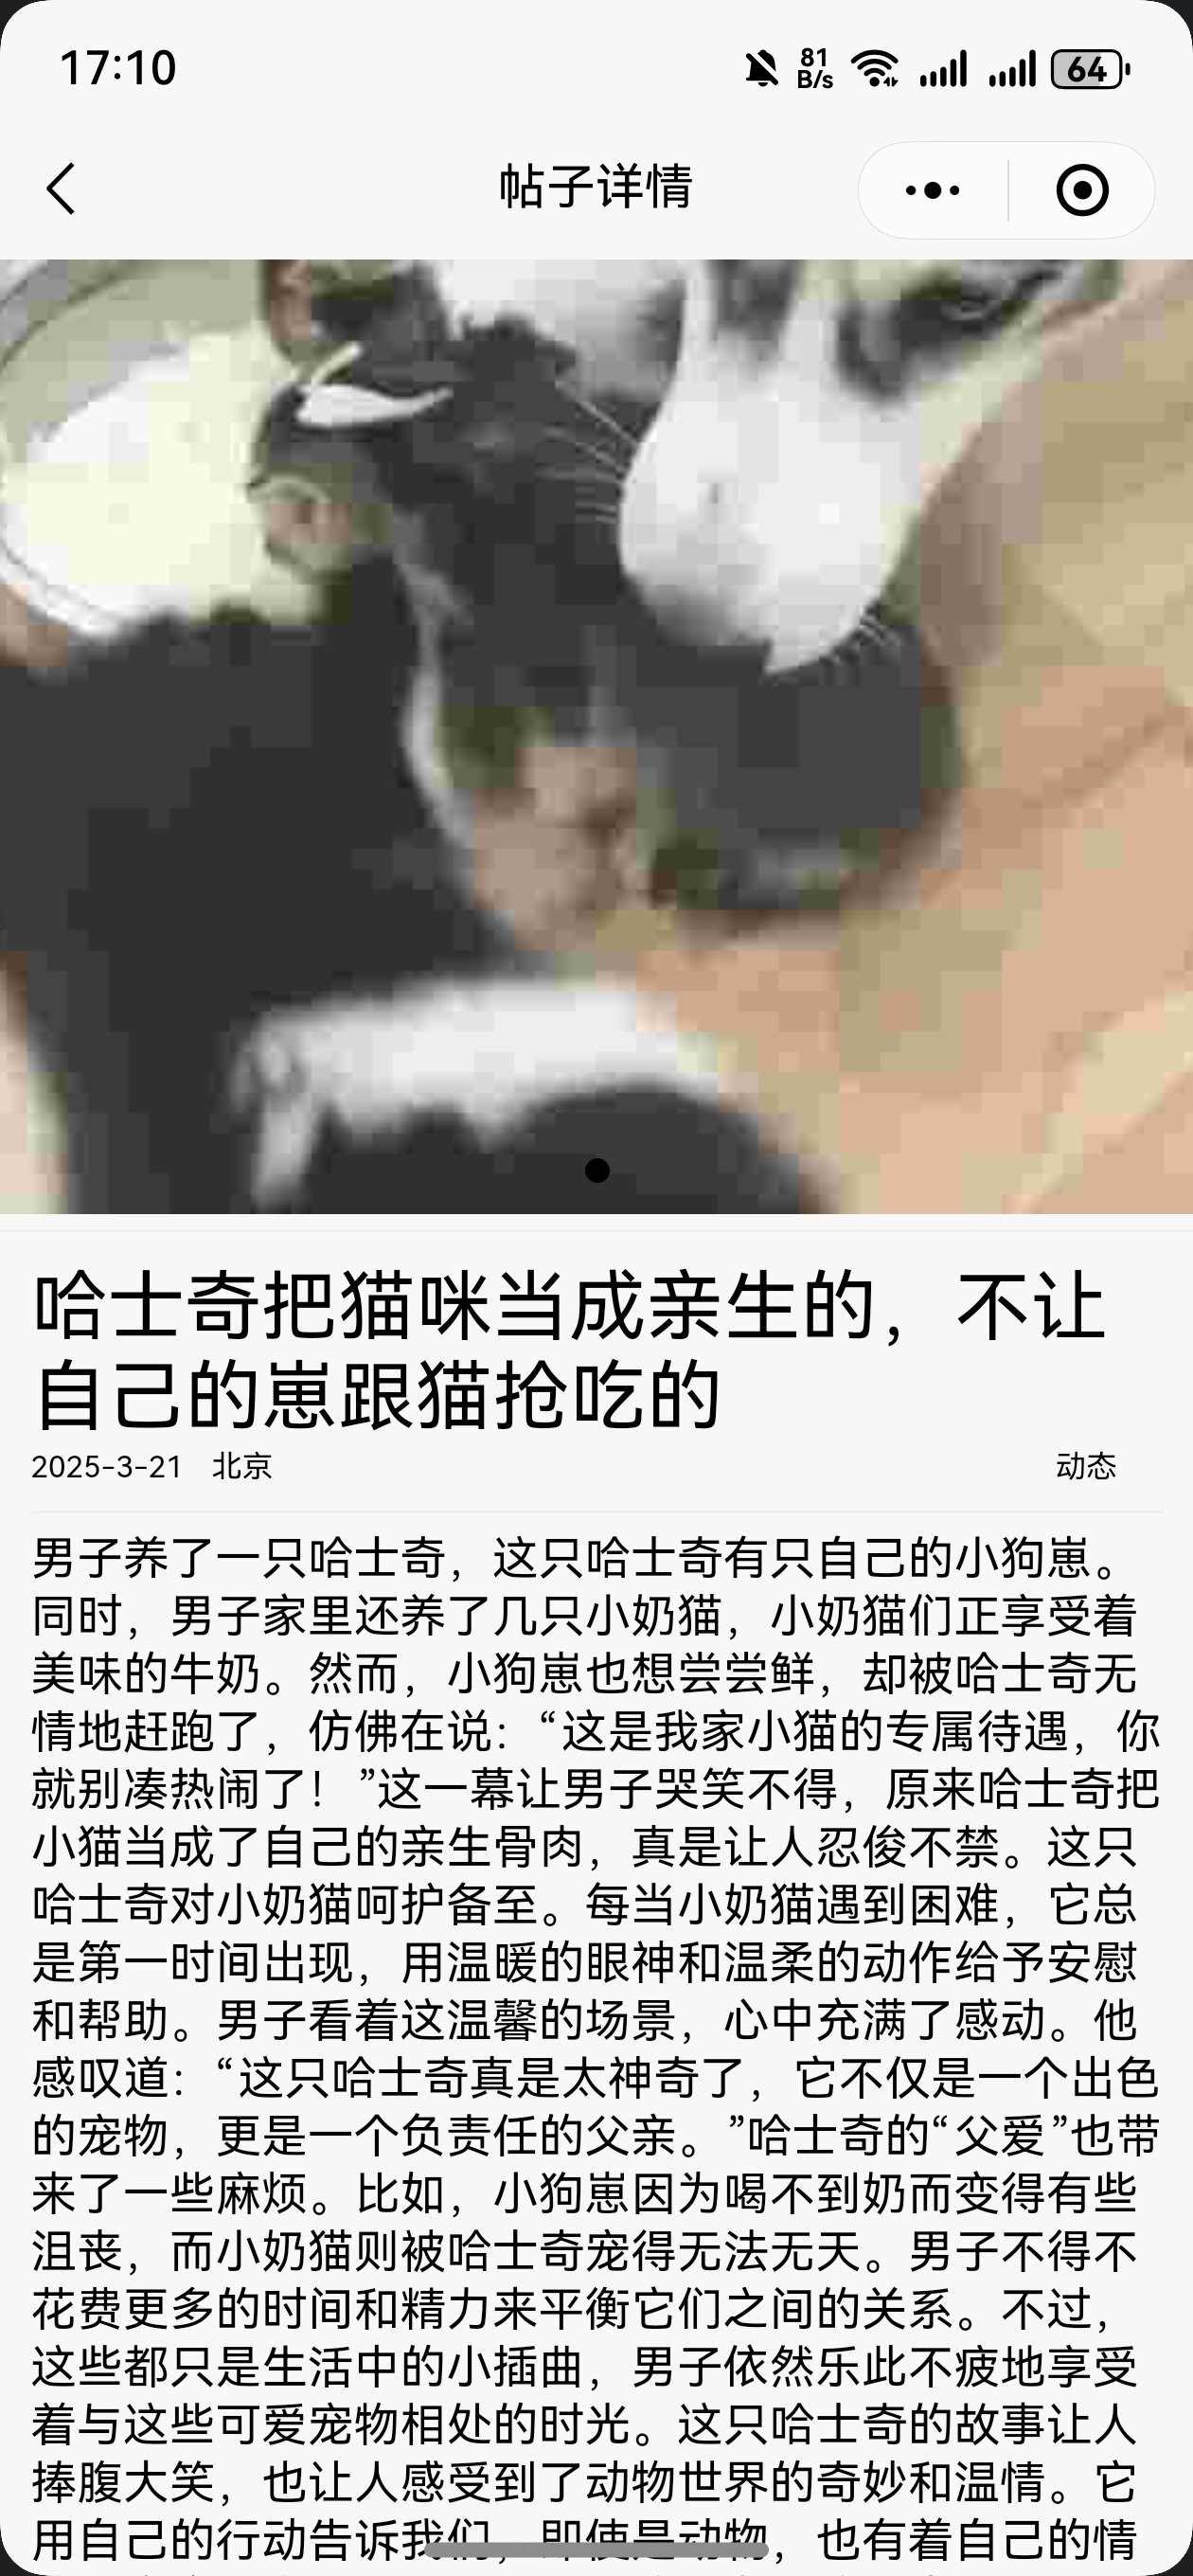 17:10
81
B/s
64
帖子详情
哈士奇把猫咪当成亲生的，不让
自己的崽跟猫抢吃的
2025-3-21 北京 动态
男子养了一只哈士奇，这只哈士奇有只自己的小狗崽。
同时，男子家里还养了几只小奶猫，小奶猫们正享受着
美味的牛奶。然而，小狗崽也想尝尝鲜，却被哈士奇无
情地赶跑了，仿佛在说：“这是我家小猫的专属待遇，你
就别凑热闹了！”这一幕让男子哭笑不得，原来哈士奇把
小猫当成了自己的亲生骨肉，真是让人忍俊不禁。这只
哈士奇对小奶猫呵护备至。每当小奶猫遇到困难，它总
是第一时间出现，用温暖的眼神和温柔的动作给予安慰
和帮助。男子看着这温馨的场景，心中充满了感动。他
感叹道：“这只哈士奇真是太神奇了，它不仅是一个出色
的宠物，更是一个负责任的父亲。”哈士奇的“父爱”也带
来了一些麻烦。比如，小狗崽因为喝不到奶而变得有些
沮丧，而小奶猫则被哈士奇宠得无法无天。男子不得不
花费更多的时间和精力来平衡它们之间的关系。不过，
这些都只是生活中的小插曲，男子依然乐此不疲地享受
着与这些可爱宠物相处的时光。这只哈士奇的故事让人
捧腹大笑，也让人感受到了动物世界的奇妙和温情。它
用自己的行动告诉我们，即使是动物，也有着自己的情